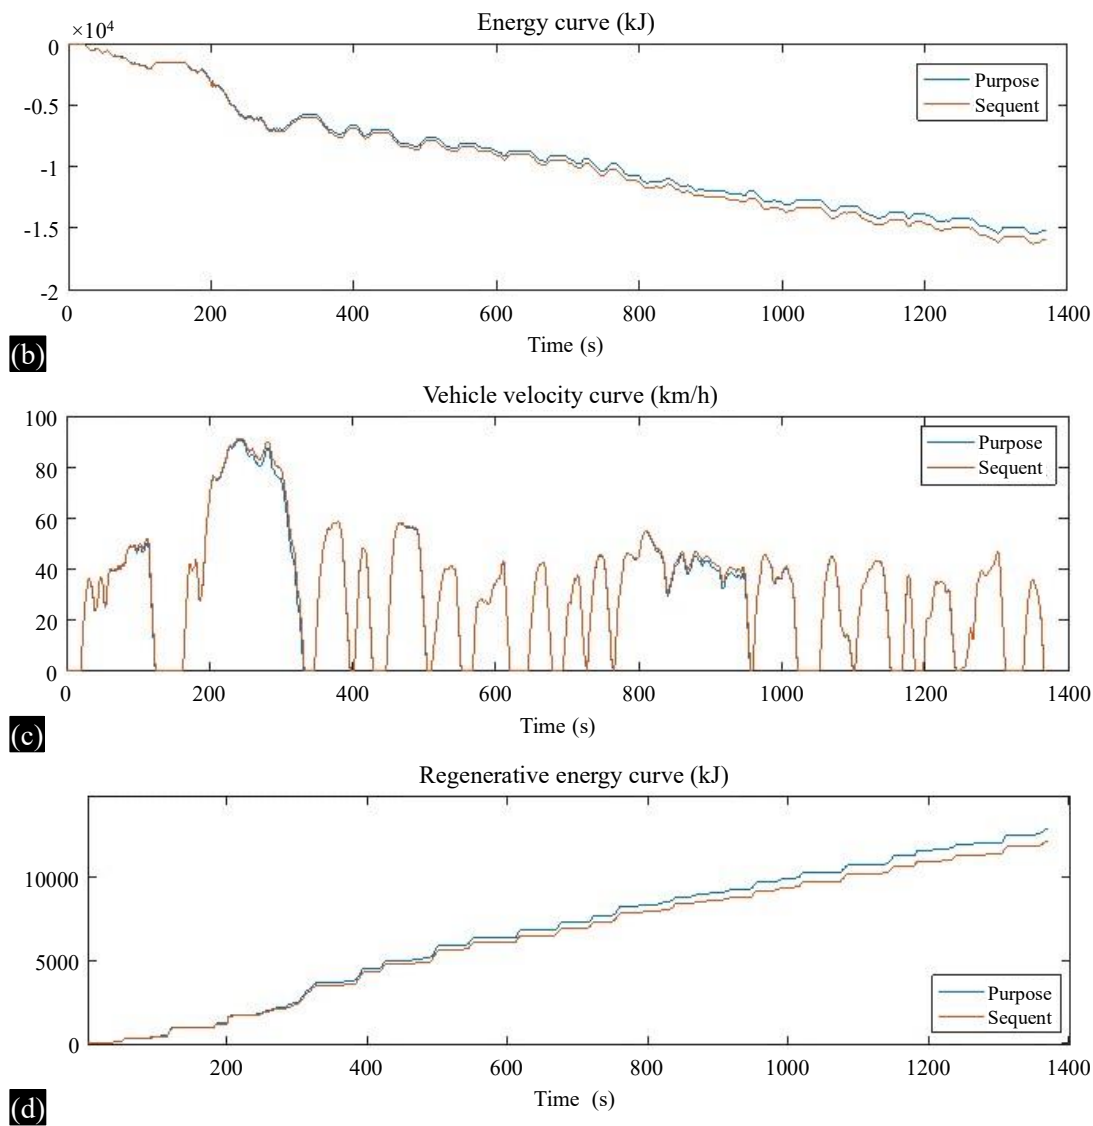 Energy curve (kJ)
×10⁴
0
-0.5
-1
-1.5
-2
Purpose
Sequent
0 200 400 600 800 1000 1200 1400
Time (s)
(b)
Vehicle velocity curve (km/h)
100
80
60
40
20
0
Purpose
Sequent
0 200 400 600 800 1000 1200 1400
Time (s)
(c)
Regenerative energy curve (kJ)
10000
5000
0
Purpose
Sequent
200 400 600 800 1000 1200 1400
Time (s)
(d)